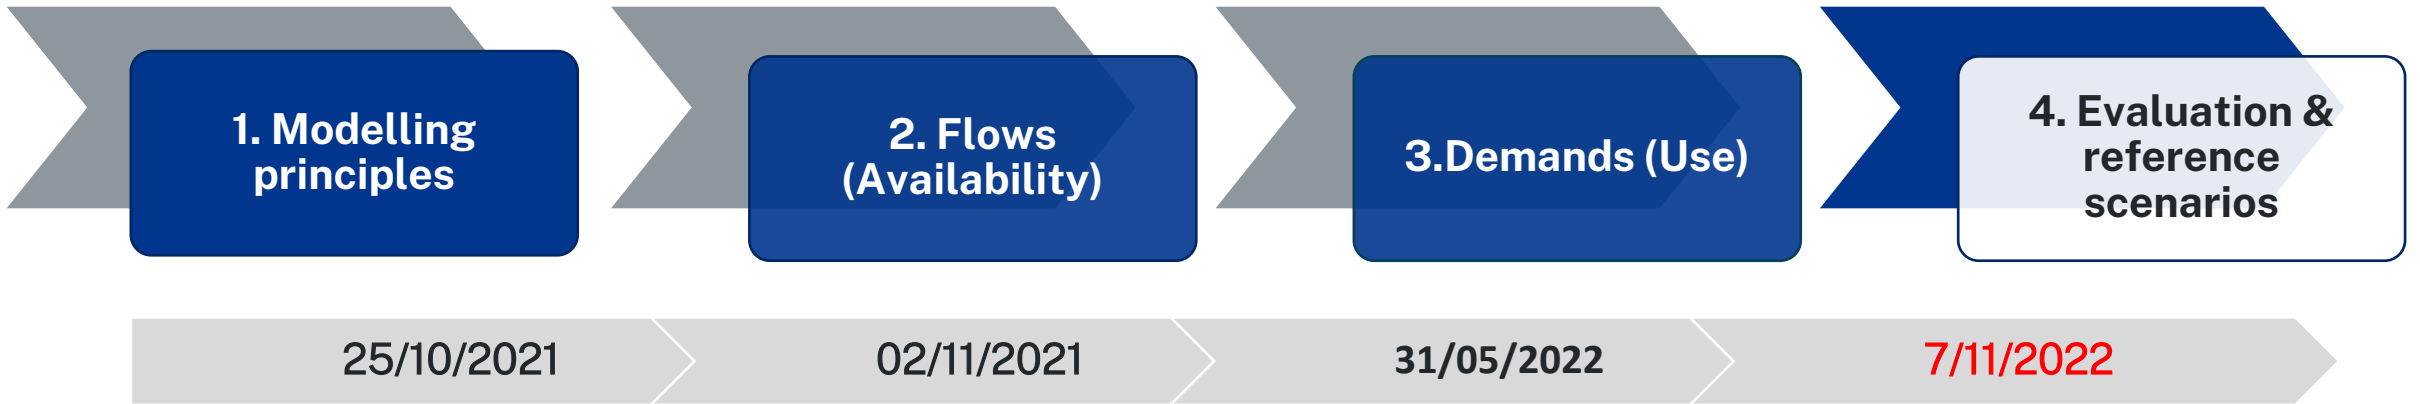 1. Modelling
principles
2. Flows
(Availability)
3.Demands (Use)
4. Evaluation &
reference
scenarios
25/10/2021
02/11/2021
31/05/2022
7/11/2022